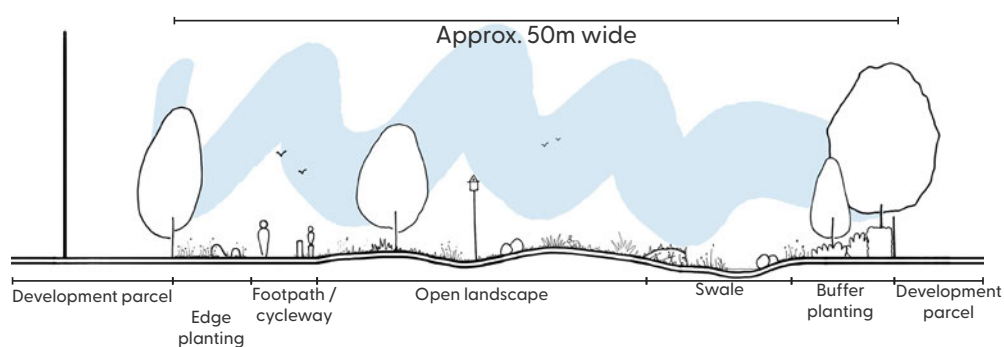 Approx. 50m wide
Development parcel
Edge
planting
Footpath /
cycleway
Open landscape
Swale
Buffer
planting
Development
parcel